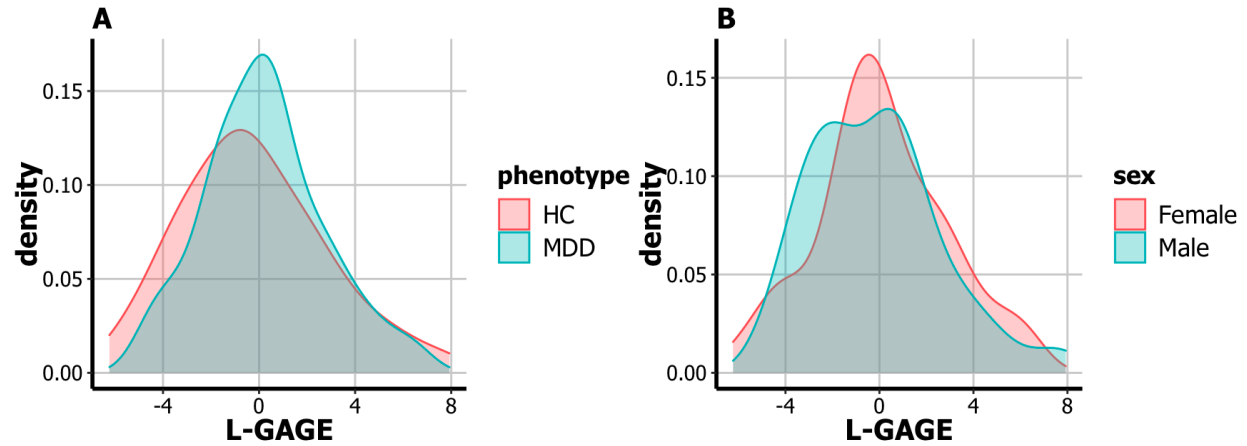 A
density
0.15
0.10
0.05
0.00
-4 0 4 8
L-GAGE
phenotype
HC
MDD
B
density
0.15
0.10
0.05
0.00
-4 0 4 8
L-GAGE
sex
Female
Male